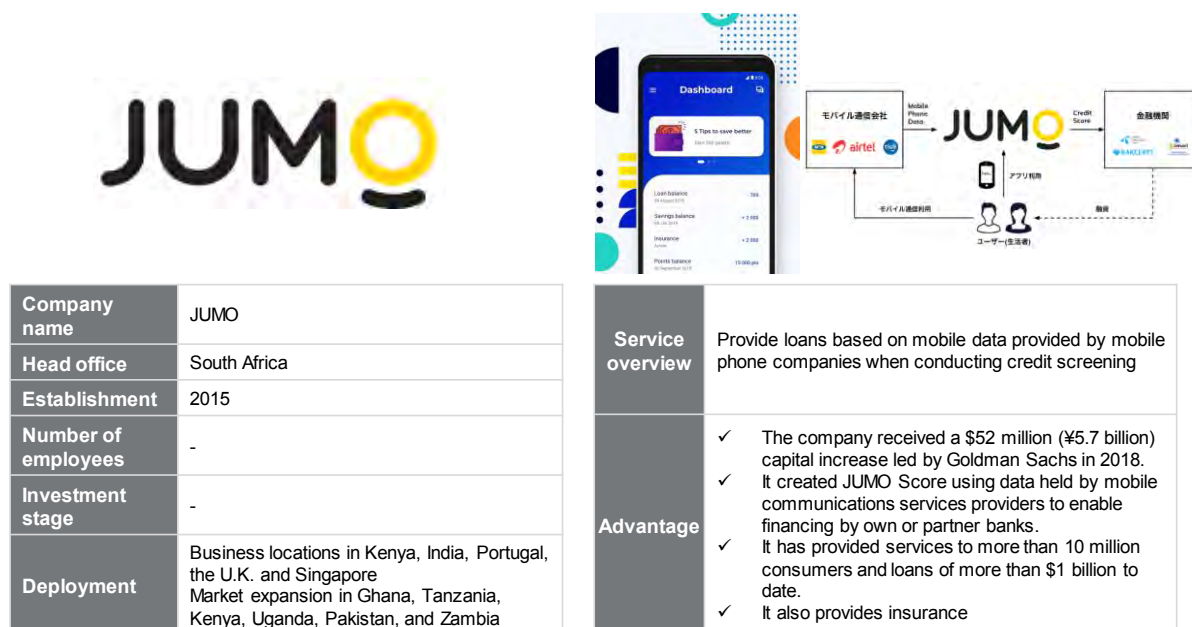 JUMO
Dashboard
5 Tips to save better
Loan balance
Savings balance
+ 2 000
Insurance
+ 2 000
Points balance
15 000 pts
モバイル通信会社
Mobile
Phone
Data
airtel
JUMO
Credit
Score
金融機関
アプリ利用
モバイル通信利用
融資
ユーザー(生活者)
Company
name
JUMO
Head office
South Africa
Establishment
2015
Number of
employees
-
Investment
stage
-
Deployment
Business locations in Kenya, India, Portugal,
the U.K. and Singapore
Market expansion in Ghana, Tanzania,
Kenya, Uganda, Pakistan, and Zambia
Service
overview
Provide loans based on mobile data provided by mobile
phone companies when conducting credit screening
Advantage
✓ The company received a $52 million (¥5.7 billion)
capital increase led by Goldman Sachs in 2018.
✓ It created JUMO Score using data held by mobile
communications services providers to enable
financing by own or partner banks.
✓ It has provided services to more than 10 million
consumers and loans of more than $1 billion to
date.
✓ It also provides insurance